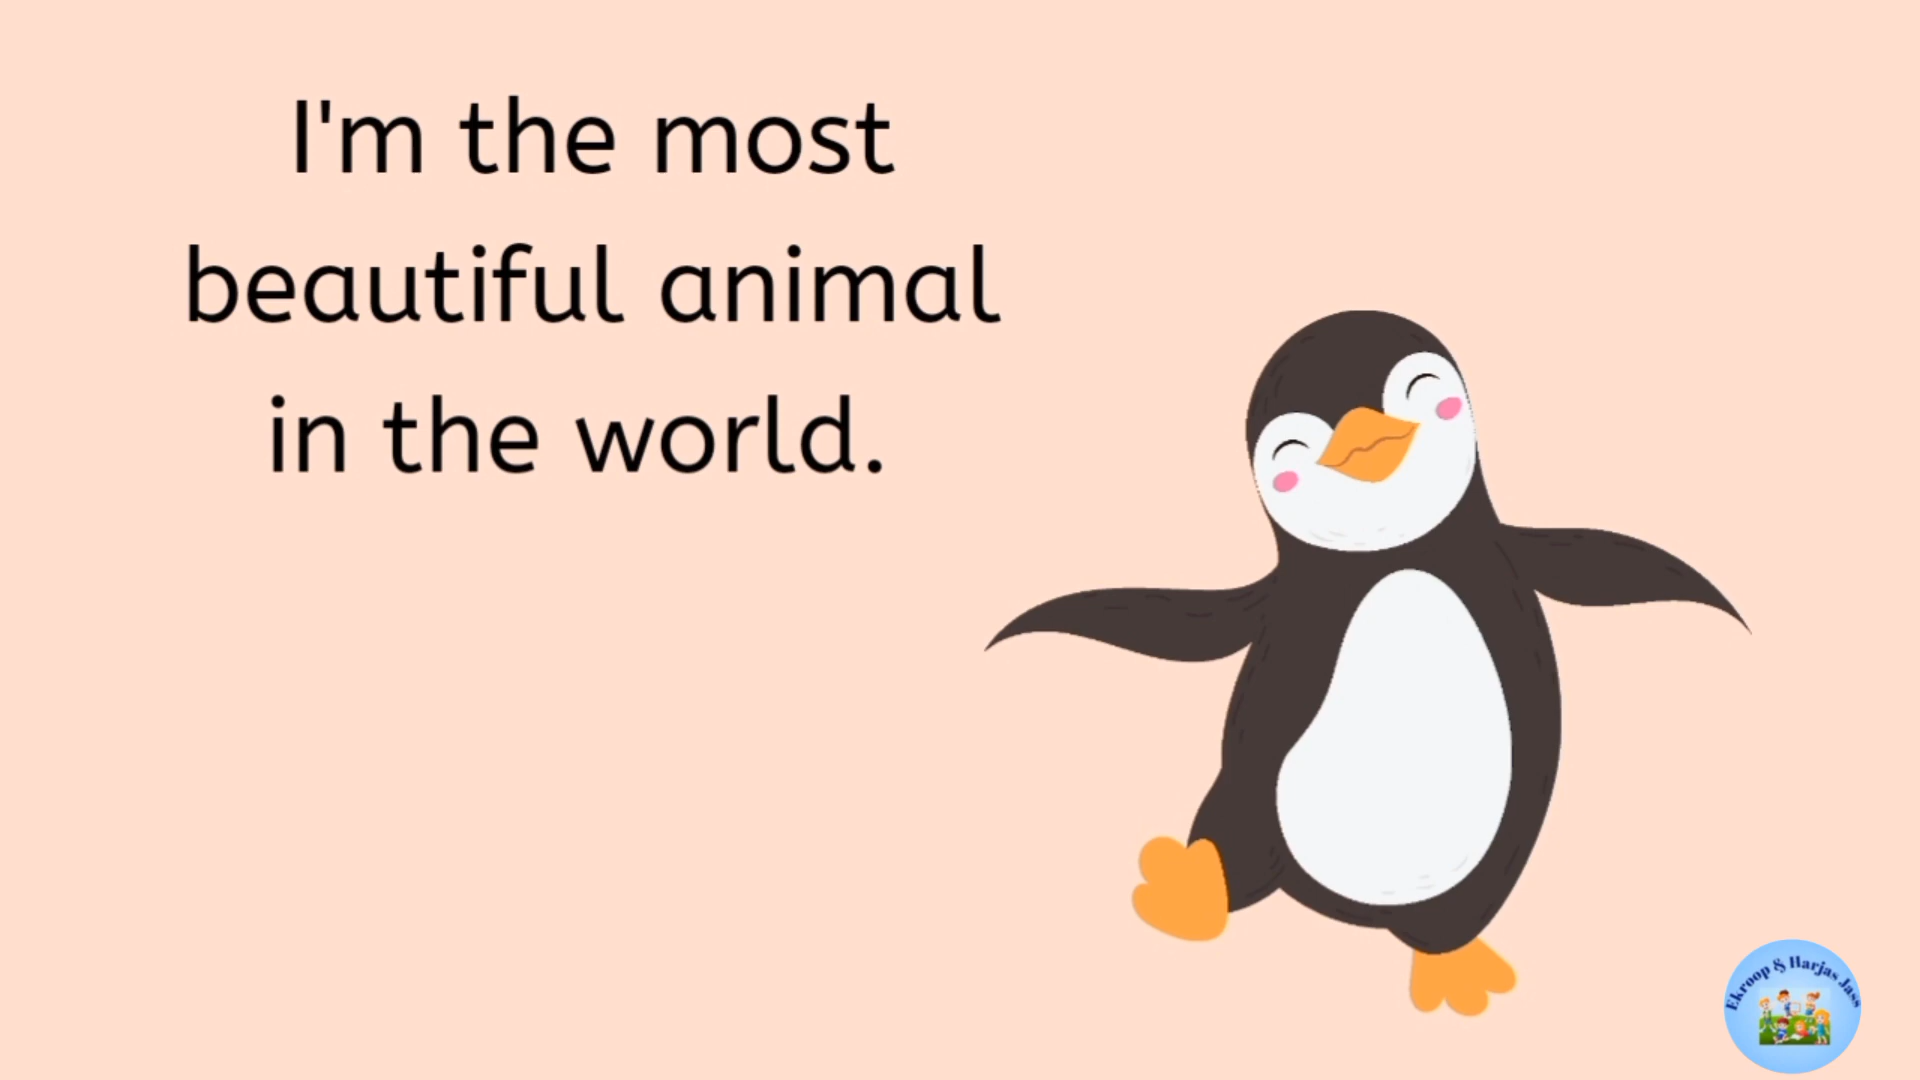 I'm the most
beautiful animal
in the world.
Ekroop & Harjas Jass